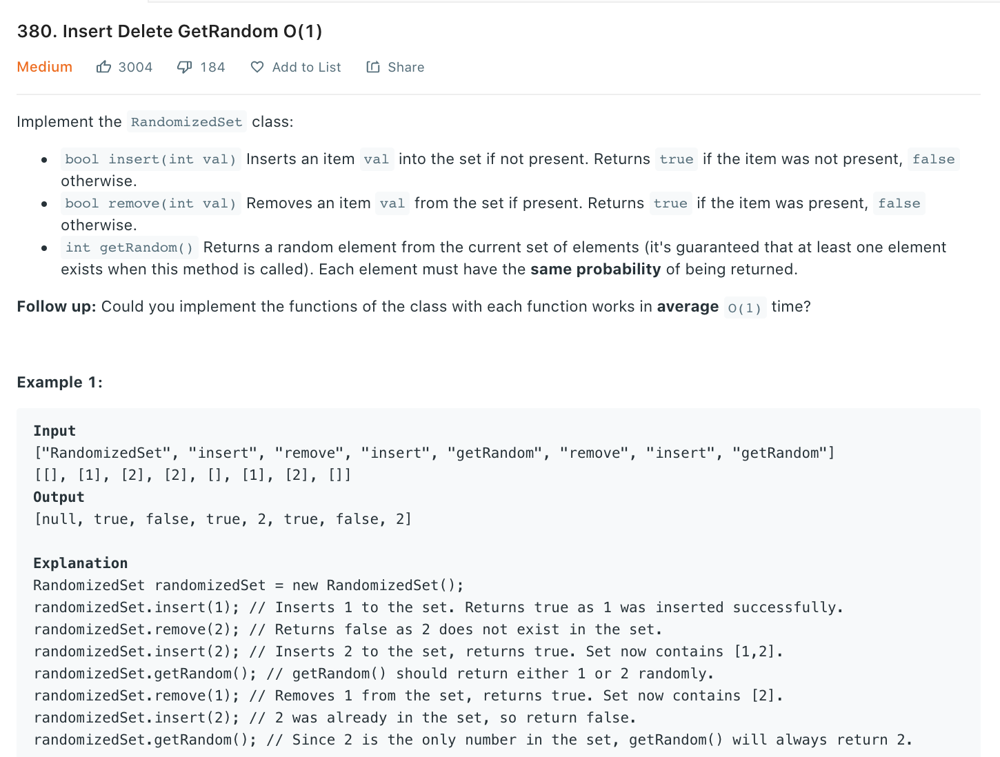 380. Insert Delete GetRandom O(1)
Medium 3004 184 Add to List Share
Implement the RandomizedSet class:
• bool insert(int val) Inserts an item val into the set if not present. Returns true if the item was not present, false
otherwise.
• bool remove(int val) Removes an item val from the set if present. Returns true if the item was present, false
otherwise.
• int getRandom() Returns a random element from the current set of elements (it's guaranteed that at least one element
exists when this method is called). Each element must have the same probability of being returned.
Follow up: Could you implement the functions of the class with each function works in average O(1) time?
Example 1:
Input
["RandomizedSet", "insert", "remove", "insert", "getRandom", "remove", "insert", "getRandom"]
[[], [1], [2], [2], [], [1], [2], []]
Output
[null, true, false, true, 2, true, false, 2]
Explanation
RandomizedSet randomizedSet = new RandomizedSet();
randomizedSet.insert(1); // Inserts 1 to the set. Returns true as 1 was inserted successfully.
randomizedSet.remove(2); // Returns false as 2 does not exist in the set.
randomizedSet.insert(2); // Inserts 2 to the set, returns true. Set now contains [1,2].
randomizedSet.getRandom(); // getRandom() should return either 1 or 2 randomly.
randomizedSet.remove(1); // Removes 1 from the set, returns true. Set now contains [2].
randomizedSet.insert(2); // 2 was already in the set, so return false.
randomizedSet.getRandom(); // Since 2 is the only number in the set, getRandom() will always return 2.